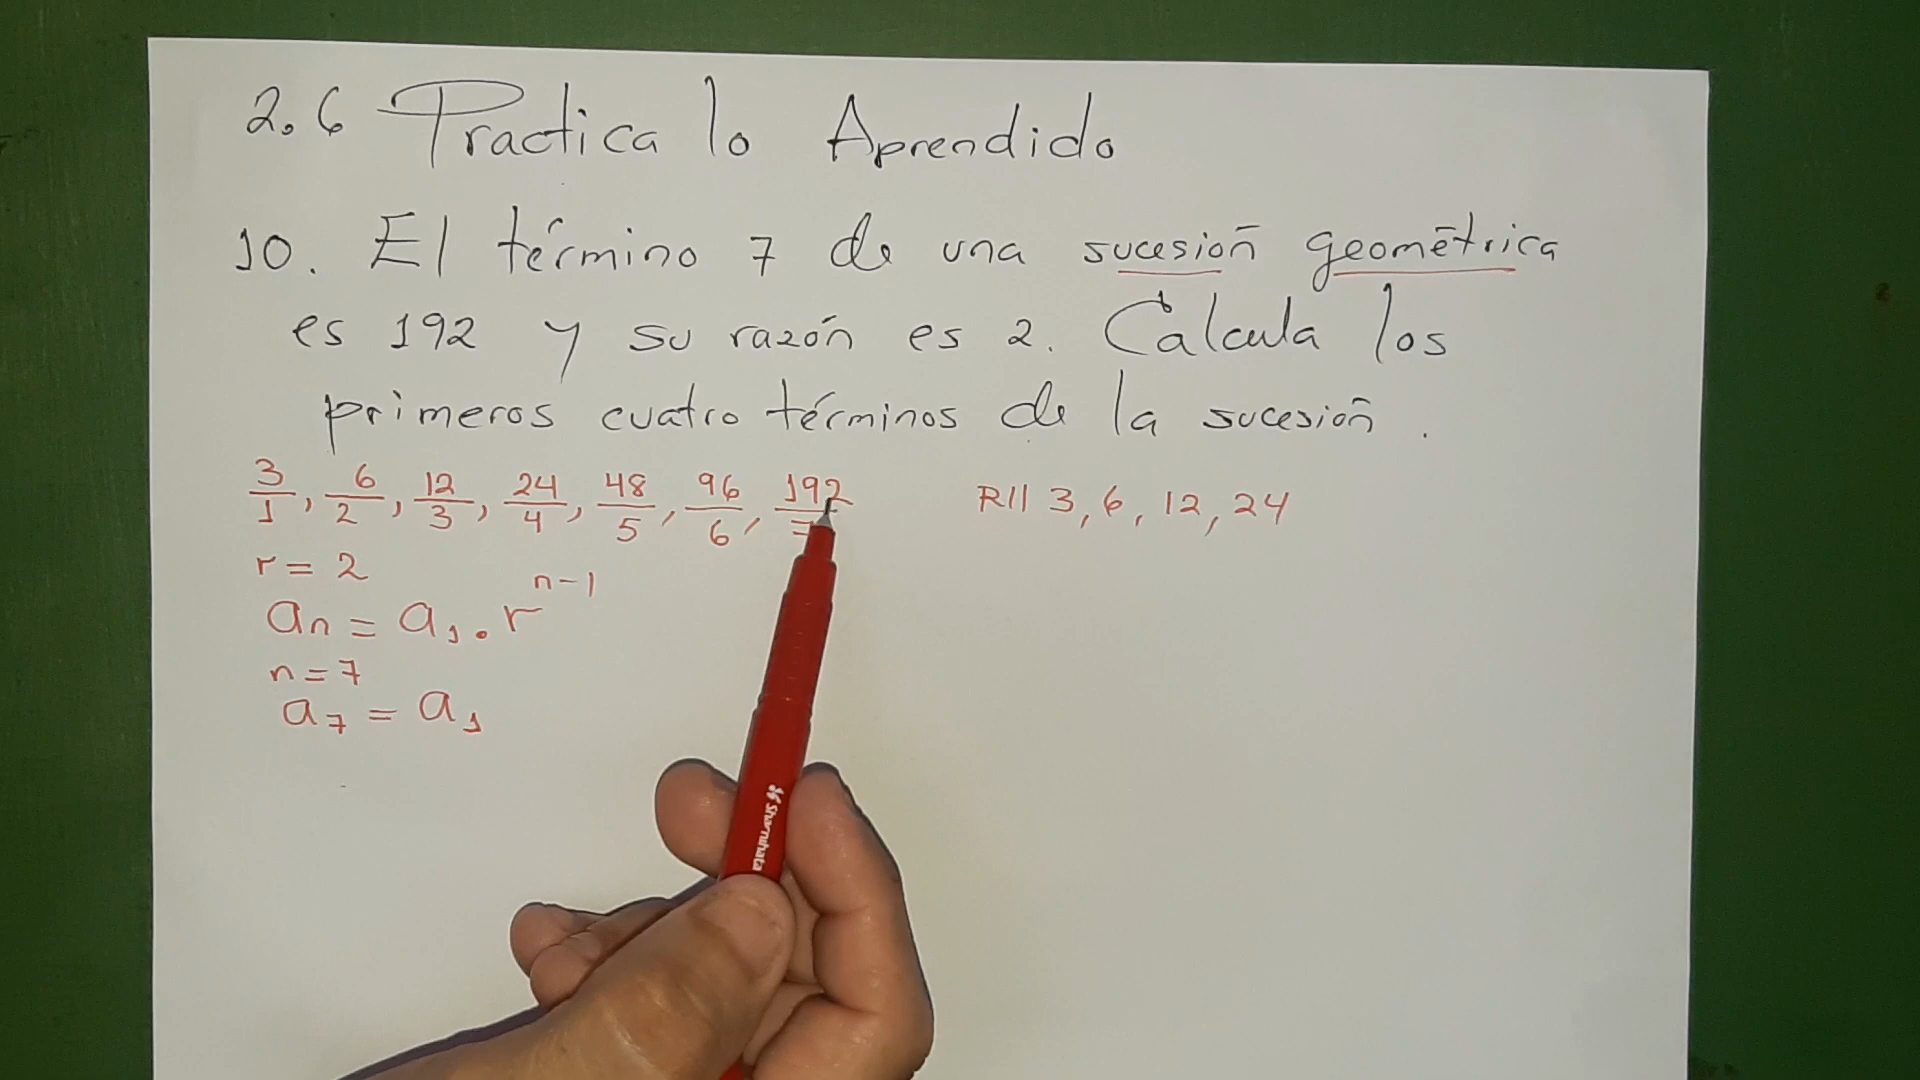 2.6 Practica lo Aprendido
10. El término 7 de una sucesión geométrica
es 192 y su razón es 2. Calcula los
primeros cuatro términos de la sucesión.
3/1, 6/2, 12/3, 24/4, 48/5, 96/6, 192/7 R// 3, 6, 12, 24
r = 2
an = a1 · r^n-1
n = 7
a7 = a1
Shachihata